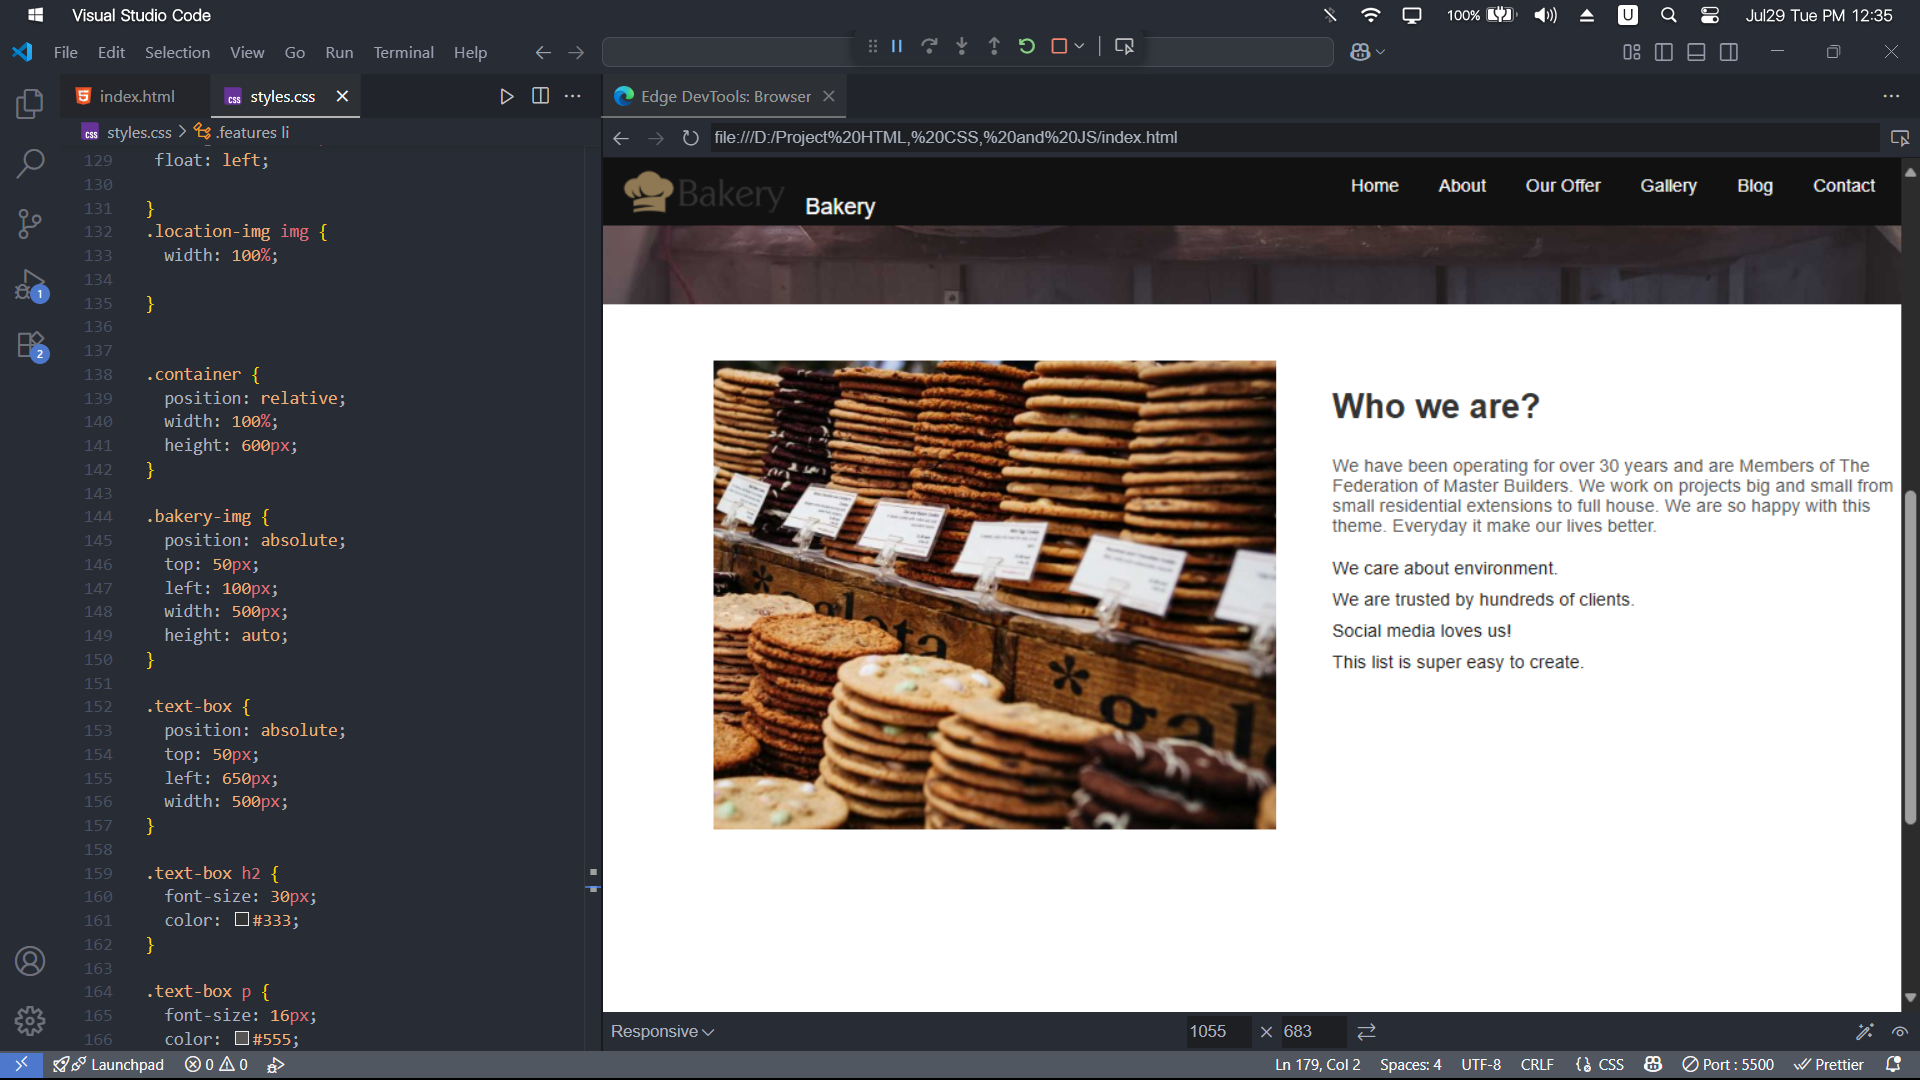 Visual Studio Code
100%
U
Jul29 Tue PM 12:35
File Edit Selection View Go Run Terminal Help
index.html
styles.css
Edge DevTools: Browser
styles.css > .features li
file:///D:/Project%20HTML,%20CSS,%20and%20JS/index.html
129 float: left;
130
131 }
132 .location-img img {
133 width: 100%;
134
135 }
136
137
138 .container {
139 position: relative;
140 width: 100%;
141 height: 600px;
142 }
143
144 .bakery-img {
145 position: absolute;
146 top: 50px;
147 left: 100px;
148 width: 500px;
149 height: auto;
150 }
151
152 .text-box {
153 position: absolute;
154 top: 50px;
155 left: 650px;
156 width: 500px;
157 }
158
159 .text-box h2 {
160 font-size: 30px;
161 color: #333;
162 }
163
164 .text-box p {
165 font-size: 16px;
166 color: #555;
1
2
Bakery
Bakery
Home About Our Offer Gallery Blog Contact
Who we are?
We have been operating for over 30 years and are Members of The
Federation of Master Builders. We work on projects big and small from
small residential extensions to full house. We are so happy with this
theme. Everyday it make our lives better.
We care about environment.
We are trusted by hundreds of clients.
Social media loves us!
This list is super easy to create.
Responsive
1055 × 683
Launchpad
0 0
Ln 179, Col 2 Spaces: 4 UTF-8 CRLF {} CSS Port : 5500 Prettier